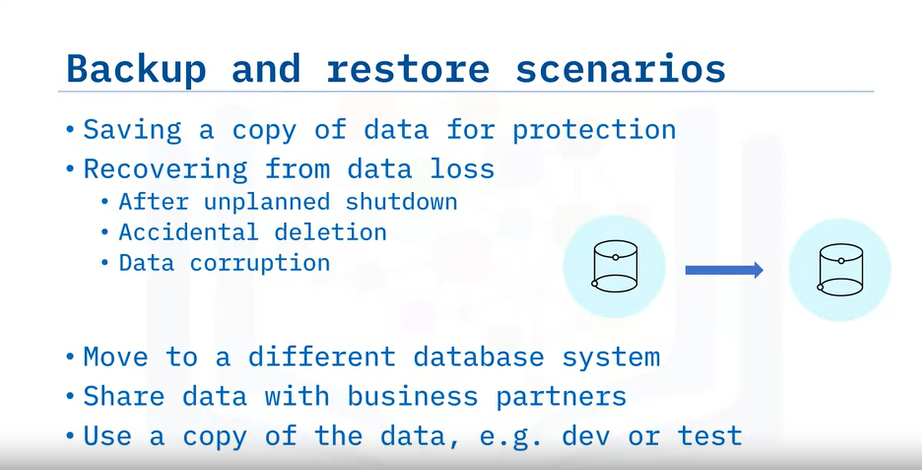 Backup and restore scenarios
• Saving a copy of data for protection
• Recovering from data loss
• After unplanned shutdown
• Accidental deletion
• Data corruption
• Move to a different database system
• Share data with business partners
• Use a copy of the data, e.g. dev or test